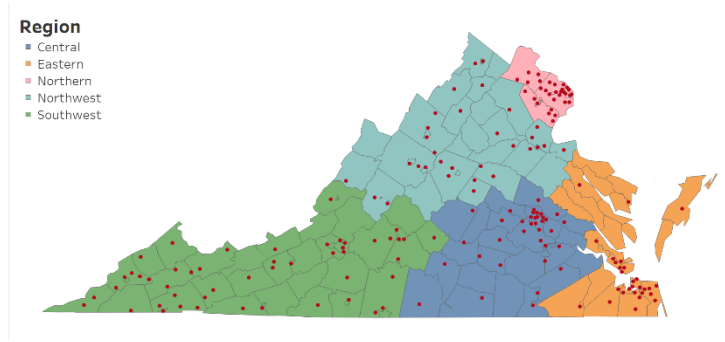 Region
Central
Eastern
Northern
Northwest
Southwest